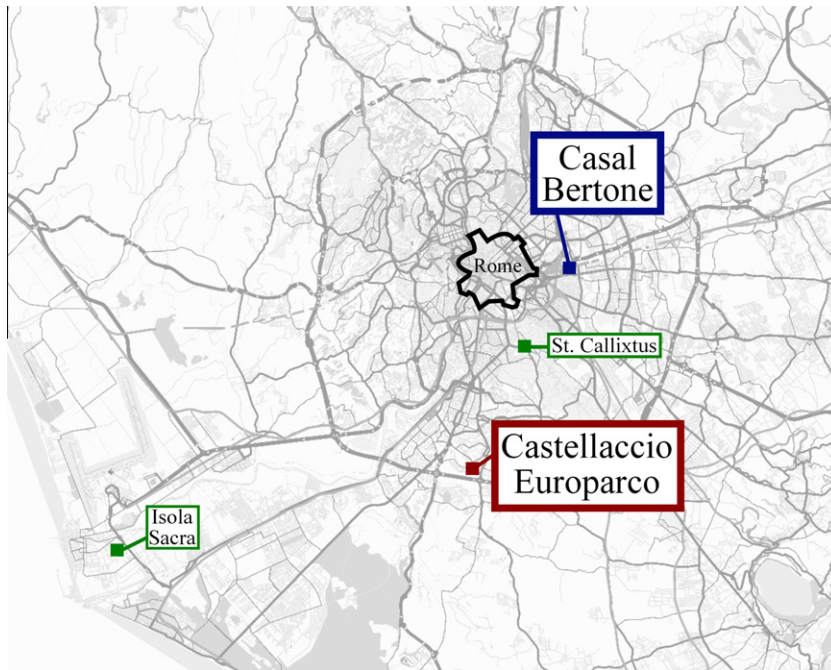 Casal
Bertone
Rome
St. Callixtus
Castellaccio
Europarco
Isola
Sacra